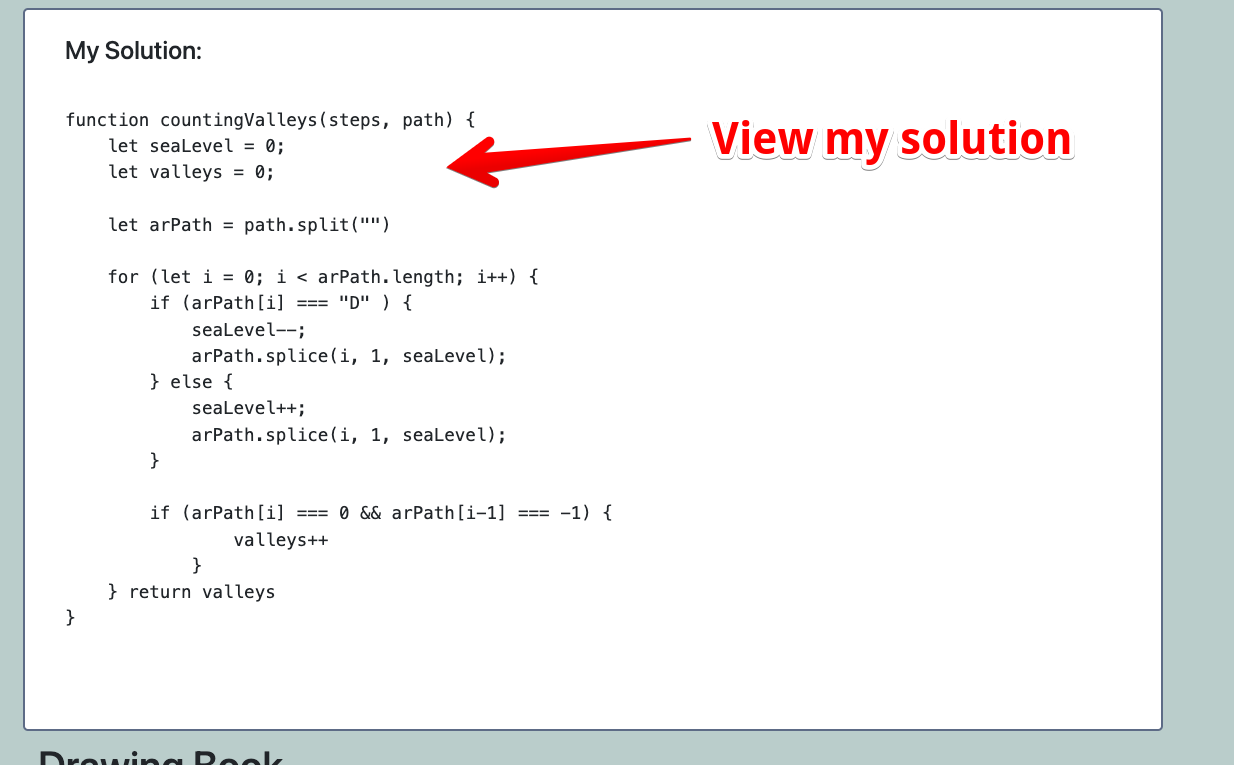 My Solution:
function countingValleys(steps, path) {
    let seaLevel = 0;
View my solution
    let valleys = 0;
    let arPath = path.split("")
    for (let i = 0; i < arPath.length; i++) {
        if (arPath[i] === "D" ) {
            seaLevel--;
            arPath.splice(i, 1, seaLevel);
        } else {
            seaLevel++;
            arPath.splice(i, 1, seaLevel);
        }
        if (arPath[i] === 0 && arPath[i-1] === -1) {
                valleys++
            }
    } return valleys
}
Drawing Book